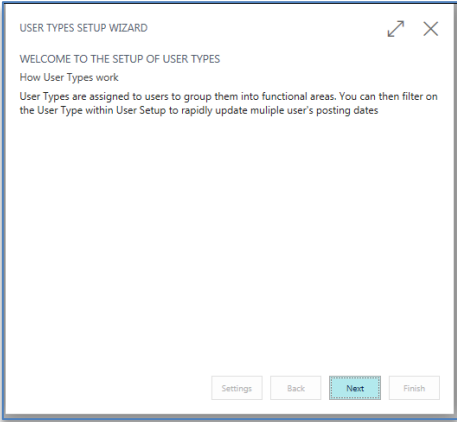 USER TYPES SETUP WIZARD
WELCOME TO THE SETUP OF USER TYPES
How User Types work
User Types are assigned to users to group them into functional areas. You can then filter on
the User Type within User Setup to rapidly update muliple user's posting dates
Settings Back Next Finish